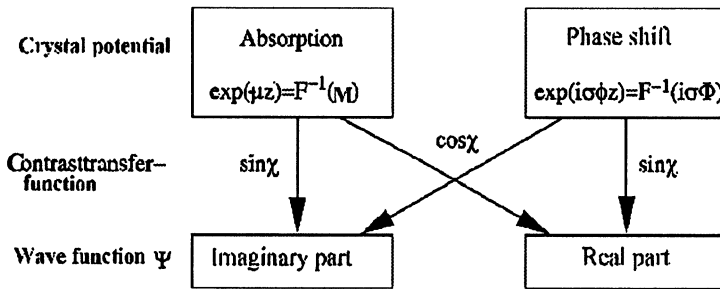 Crystal potential
Absorption
exp(μz)=F⁻¹(M)
Phase shift
exp(iσϕz)=F⁻¹(iσΦ)
Contrasttransfer–
function
sinχ
cosχ
sinχ
Wave function Ψ
Imaginary part
Real part